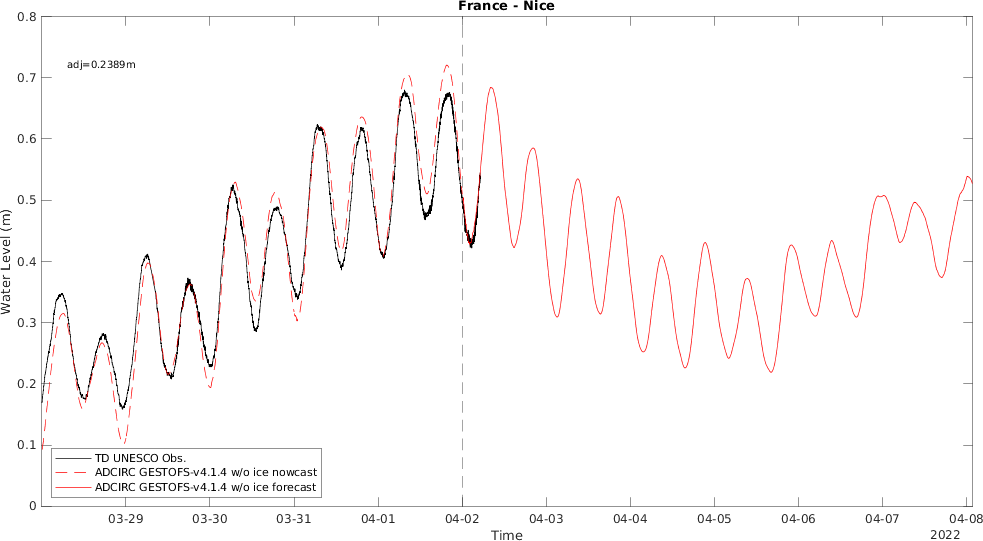 France - Nice
adj=0.2389m
0.8
0.7
0.6
0.5
0.4
0.3
0.2
0.1
0
Water Level (m)
TD UNESCO Obs.
ADCIRC GESTOFS-v4.1.4 w/o ice nowcast
ADCIRC GESTOFS-v4.1.4 w/o ice forecast
03-29 03-30 03-31 04-01 04-02 04-03 04-04 04-05 04-06 04-07 04-08
Time
2022